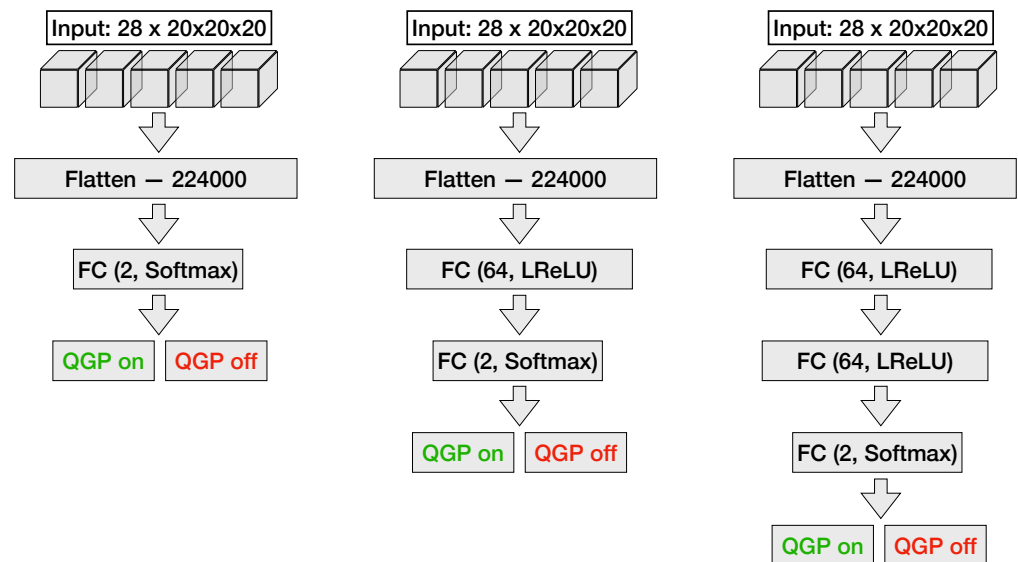 Input: 28 x 20x20x20
Flatten — 224000
FC (2, Softmax)
QGP on
QGP off
Input: 28 x 20x20x20
Flatten — 224000
FC (64, LReLU)
FC (2, Softmax)
QGP on
QGP off
Input: 28 x 20x20x20
Flatten — 224000
FC (64, LReLU)
FC (64, LReLU)
FC (2, Softmax)
QGP on
QGP off